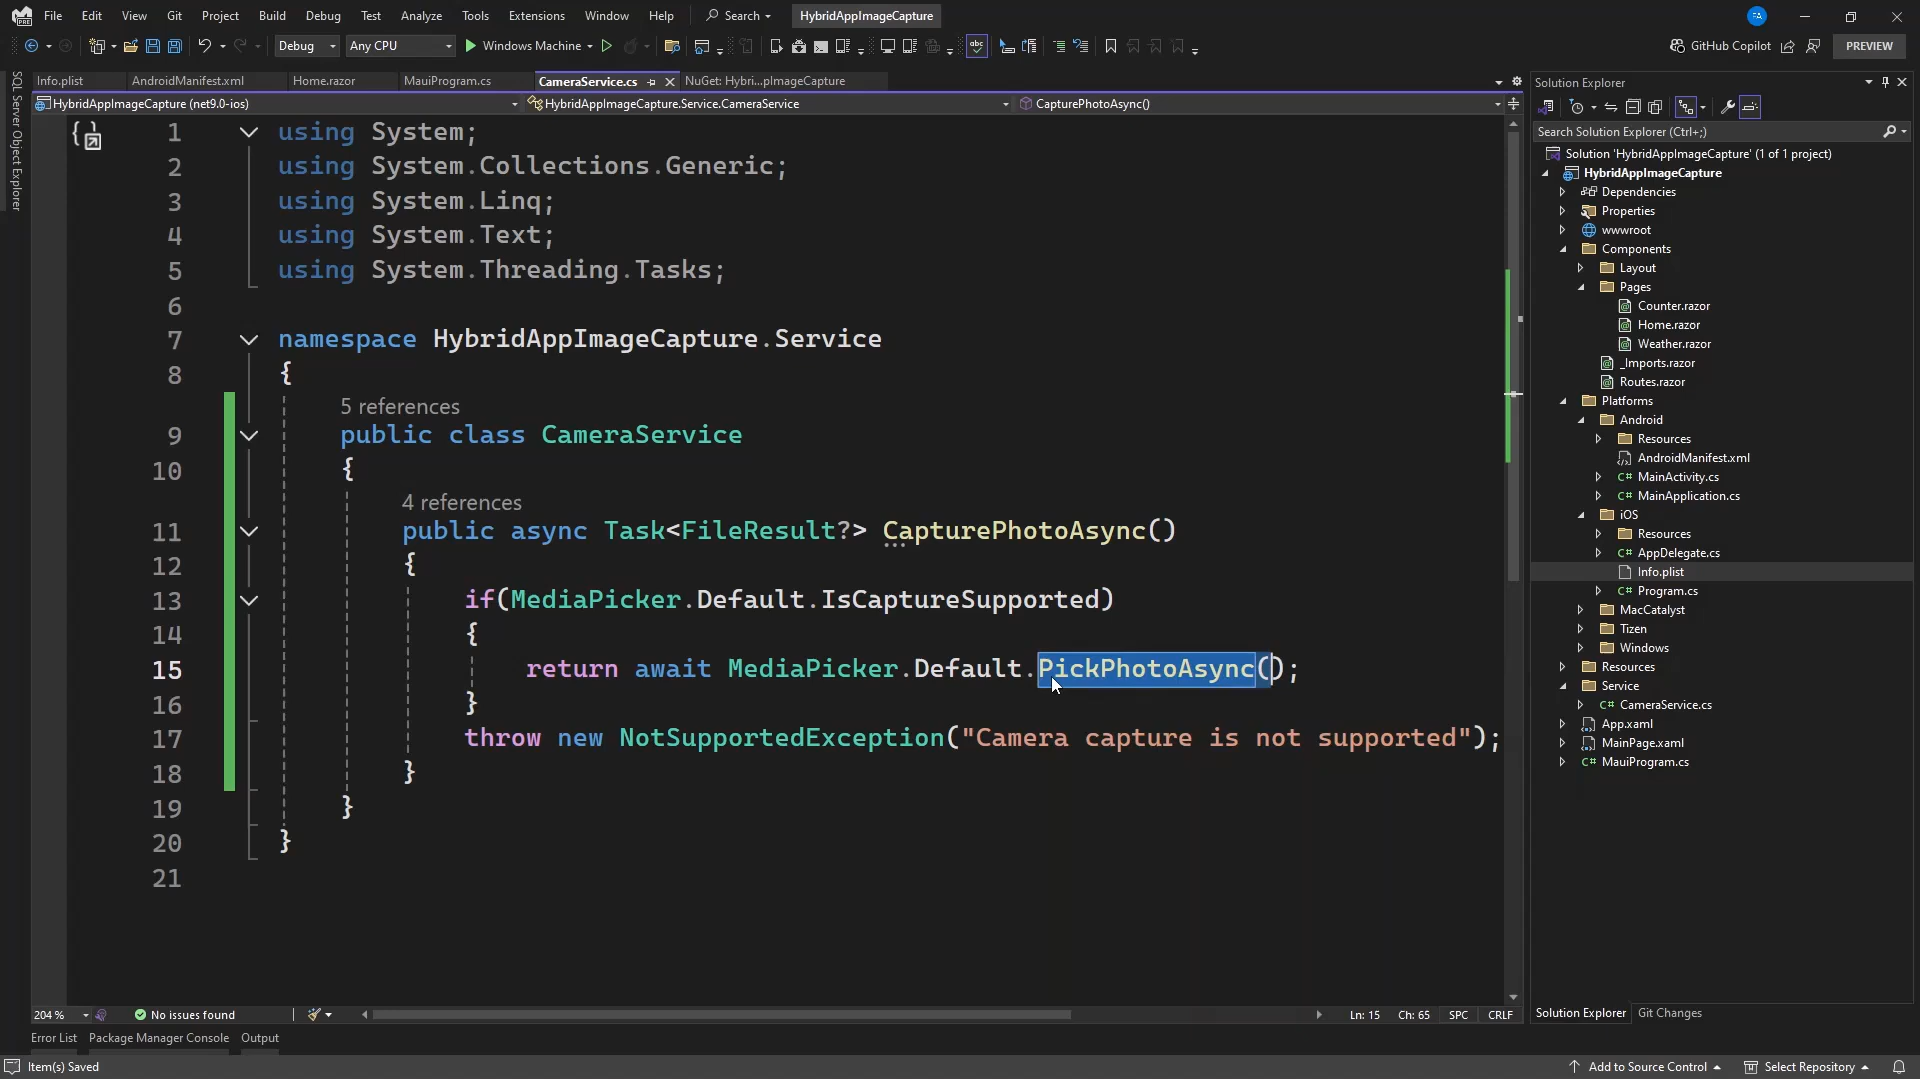 File Edit View Git Project Build Debug Test Analyze Tools Extensions Window Help Search HybridAppImageCapture FA
Debug Any CPU Windows Machine GitHub Copilot PREVIEW
SQL Server Object Explorer
Info.plist AndroidManifest.xml Home.razor MauiProgram.cs CameraService.cs NuGet: Hybri...pImageCapture
HybridAppImageCapture (net9.0-ios) HybridAppImageCapture.Service.CameraService CapturePhotoAsync()
1 using System;
2 using System.Collections.Generic;
3 using System.Linq;
4 using System.Text;
5 using System.Threading.Tasks;
6
7 namespace HybridAppImageCapture.Service
8 {
5 references
9 public class CameraService
10 {
4 references
11 public async Task<FileResult?> CapturePhotoAsync()
12 {
13 if(MediaPicker.Default.IsCaptureSupported)
14 {
15 return await MediaPicker.Default.PickPhotoAsync();
16 }
17 throw new NotSupportedException("Camera capture is not supported");
18 }
19 }
20 }
21
204 % No issues found Ln: 15 Ch: 65 SPC CRLF
Error List Package Manager Console Output
Item(s) Saved Add to Source Control Select Repository
Solution Explorer
Search Solution Explorer (Ctrl+;)
Solution 'HybridAppImageCapture' (1 of 1 project)
HybridAppImageCapture
Dependencies
Properties
wwwroot
Components
Layout
Pages
Counter.razor
Home.razor
Weather.razor
_Imports.razor
Routes.razor
Platforms
Android
Resources
AndroidManifest.xml
C# MainActivity.cs
C# MainApplication.cs
iOS
Resources
C# AppDelegate.cs
Info.plist
C# Program.cs
MacCatalyst
Tizen
Windows
Resources
Service
C# CameraService.cs
App.xaml
MainPage.xaml
C# MauiProgram.cs
Solution Explorer Git Changes